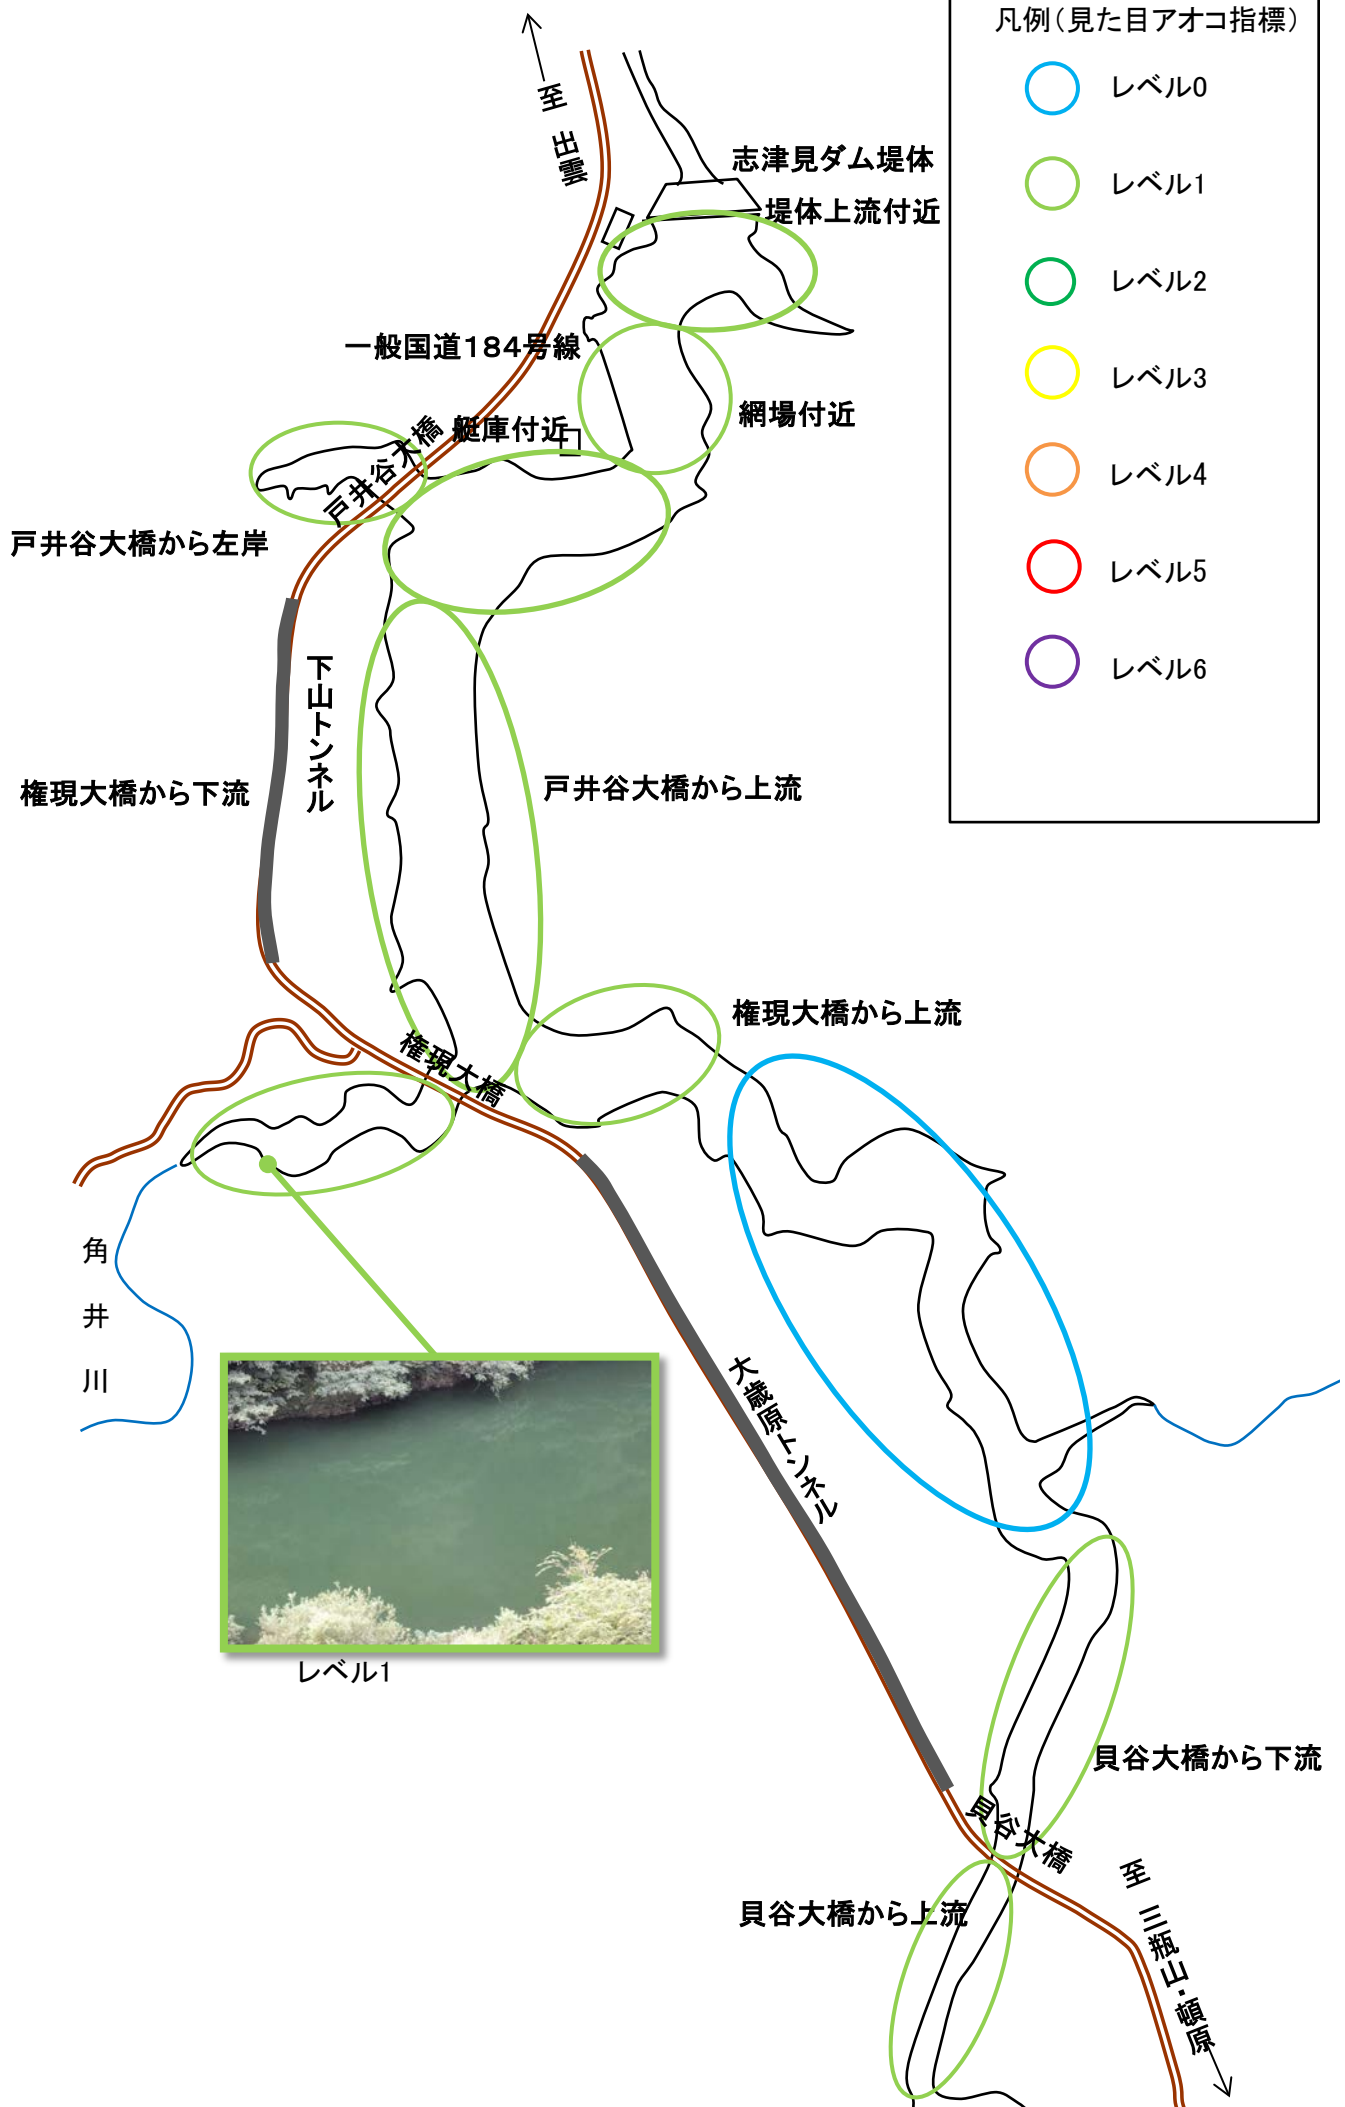 凡例（見た目アオコ指標）
レベル0
レベル1
レベル2
レベル3
レベル4
レベル5
レベル6
至 出雲
志津見ダム堤体
堤体上流付近
一般国道184号線
網場付近
艇庫付近
戸井谷大橋
戸井谷大橋から左岸
下山トンネル
権現大橋から下流
戸井谷大橋から上流
権現大橋から上流
権現大橋
角井川
大歳原トンネル
レベル1
貝谷大橋から下流
貝谷大橋
貝谷大橋から上流
至 三瓶山・頓原